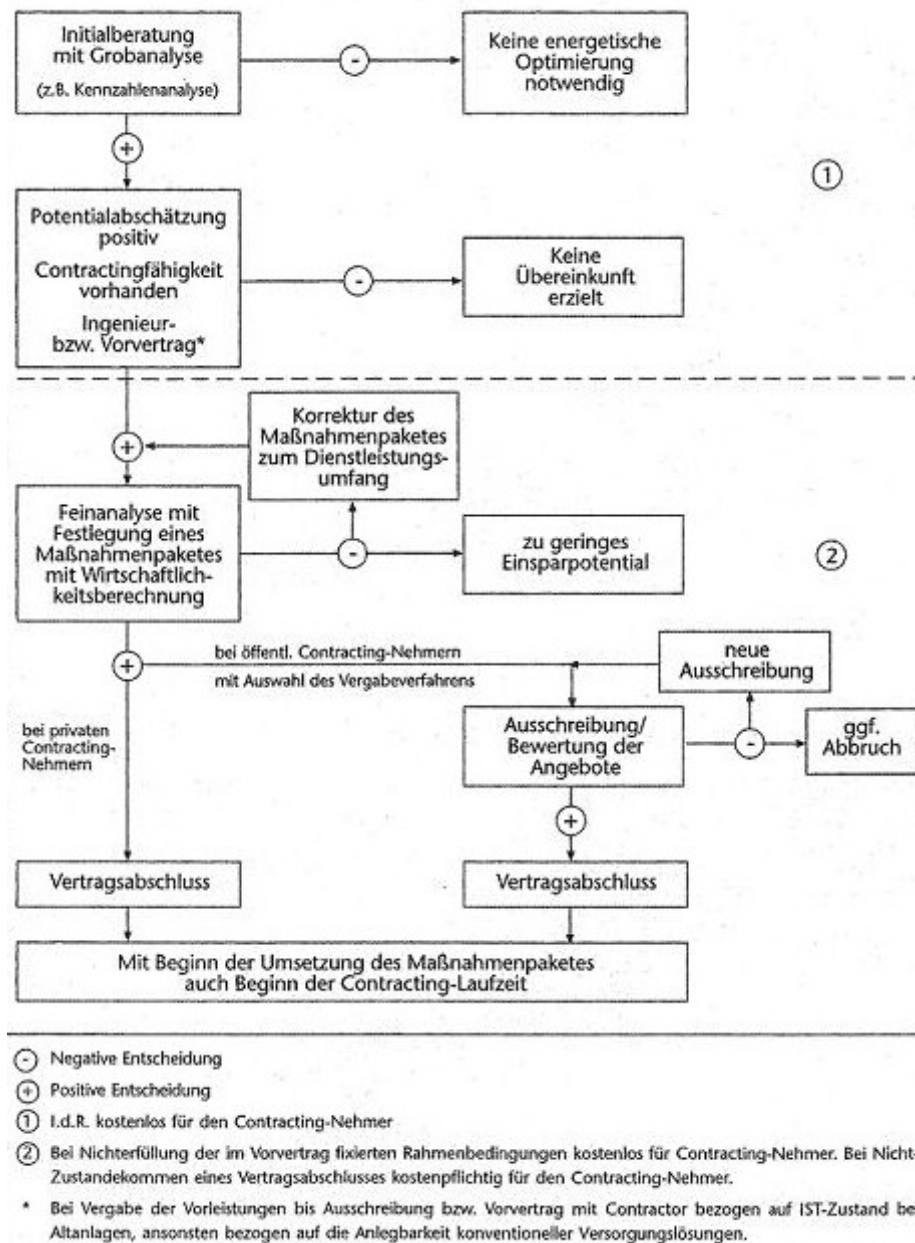 Initialberatung
mit Grobanalyse
(z.B. Kennzahlenanalyse)
-
Keine energetische
Optimierung
notwendig
+
1
Potentialabschätzung
positiv
Contractingfähigkeit
vorhanden
Ingenieur-
bzw. Vorvertrag*
-
Keine
Übereinkunft
erzielt
+
Korrektur des
Maßnahmenpaketes
zum Dienstleistungs-
umfang
Feinanalyse mit
Festlegung eines
Maßnahmenpaketes
mit Wirtschaftlich-
keitsberechnung
-
zu geringes
Einsparpotential
2
+
bei öffentl. Contracting-Nehmern
mit Auswahl des Vergabeverfahrens
neue
Ausschreibung
bei privaten
Contracting-
Nehmern
Ausschreibung/
Bewertung der
Angebote
-
ggf.
Abbruch
+
Vertragsabschluss
Vertragsabschluss
Mit Beginn der Umsetzung des Maßnahmenpaketes
auch Beginn der Contracting-Laufzeit
- Negative Entscheidung
+ Positive Entscheidung
1 I.d.R. kostenlos für den Contracting-Nehmer
2 Bei Nichterfüllung der im Vorvertrag fixierten Rahmenbedingungen kostenlos für Contracting-Nehmer. Bei Nicht-
Zustandekommen eines Vertragsabschlusses kostenpflichtig für den Contracting-Nehmer.
* Bei Vergabe der Vorleistungen bis Ausschreibung bzw. Vorvertrag mit Contractor bezogen auf IST-Zustand be
Altanlagen, ansonsten bezogen auf die Anlegbarkeit konventioneller Versorgungslösungen.